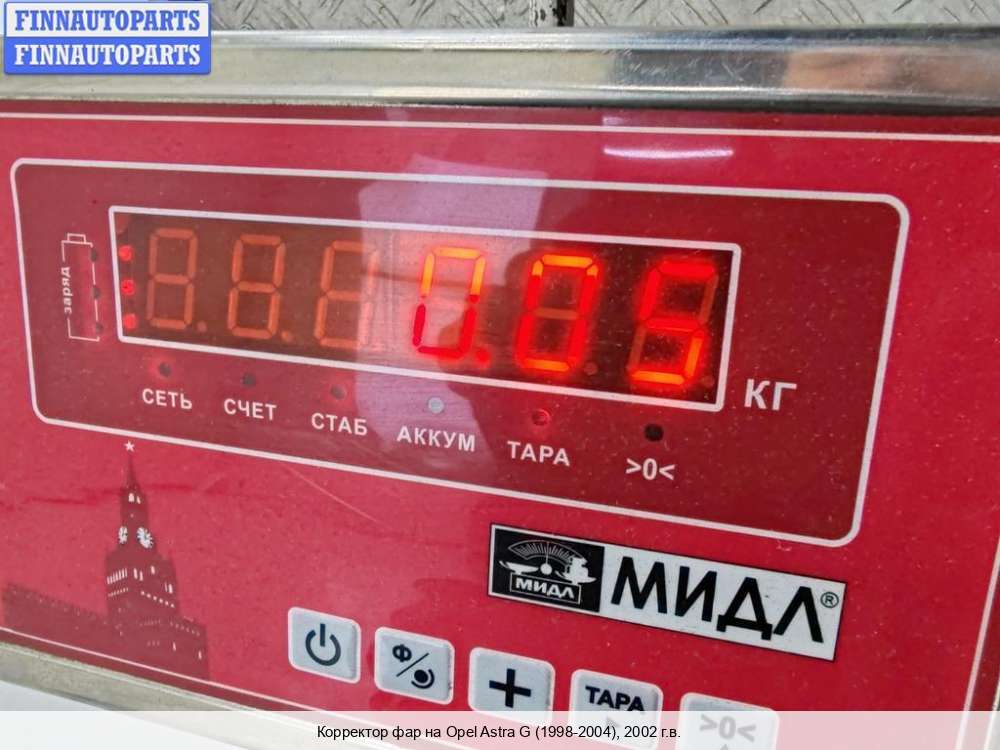 FINNAUTOPARTS
FINNAUTOPARTS
заряд
0.05
КГ
СЕТЬ СЧЕТ СТАБ АККУМ ТАРА >0<
МИДЛ МИДЛ®
Ф
+ ТАРА >0<
Корректор фар на Opel Astra G (1998-2004), 2002 г.в.